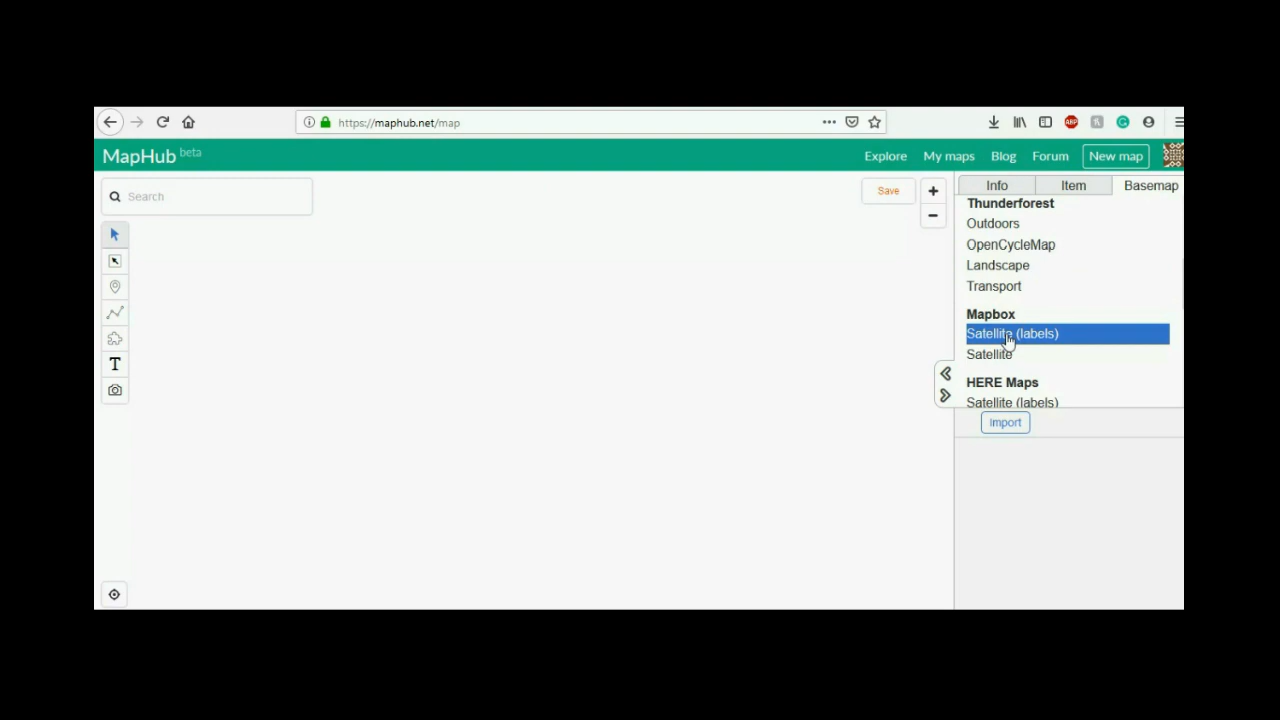 https://maphub.net/map
ABP
MapHub beta
Explore My maps Blog Forum New map
Search
Save
+
−
Info Item Basemap
Thunderforest
Outdoors
OpenCycleMap
Landscape
Transport
Mapbox
Satellite (labels)
Satellite
HERE Maps
Satellite (labels)
Import
T